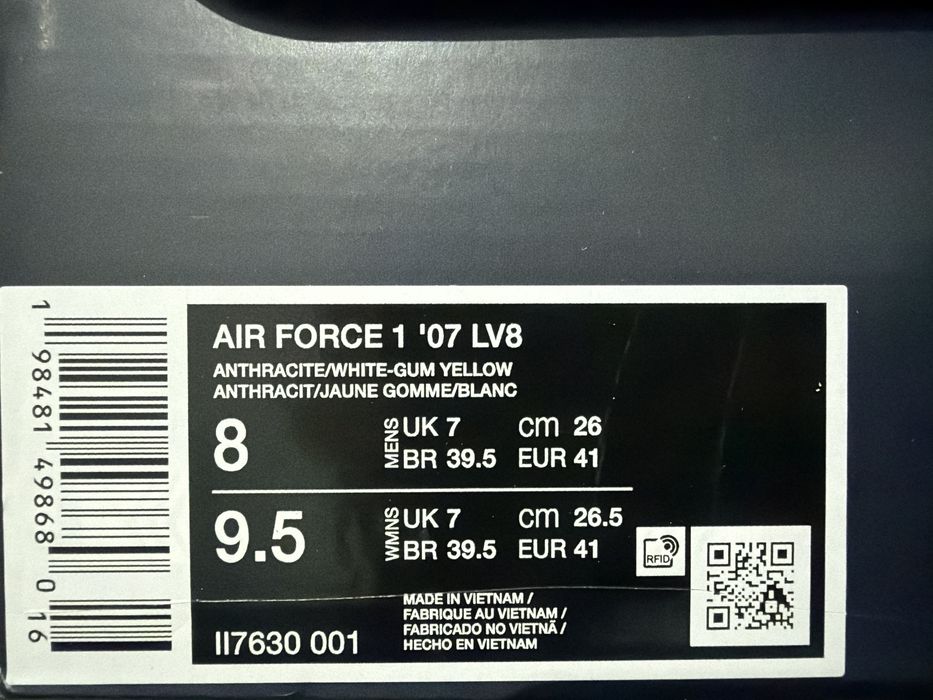 AIR FORCE 1 '07 LV8
ANTHRACITE/WHITE-GUM YELLOW
ANTHRACIT/JAUNE GOMME/BLANC
8 MENS UK 7 cm 26
BR 39.5 EUR 41
9.5 WMNS UK 7 cm 26.5
BR 39.5 EUR 41
RFID
MADE IN VIETNAM /
FABRIQUE AU VIETNAM /
FABRICADO NO VIETNÃ /
HECHO EN VIETNAM
II7630 001
1 98481 49868 0 16